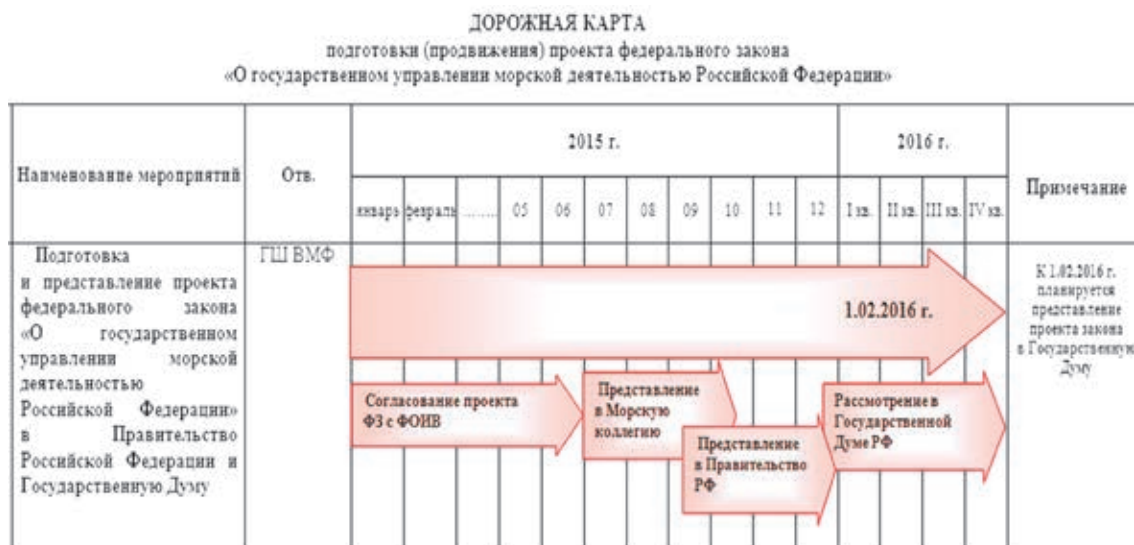 ДОРОЖНАЯ КАРТА
подготовки (продвижения) проекта федерального закона
«О государственном управлении морской деятельностью Российской Федерации»
Наименование мероприятий
Отв.
2015 г.
2016 г.
Примечание
январь февраль ........ 05 06 07 08 09 10 11 12 I кв. II кв. III кв. IV кв.
Подготовка
и представление проекта
федерального закона
«О государственном
управлении морской
деятельностью
Российской Федерации»
в Правительство
Российской Федерации и
Государственную Думу
ГШ ВМФ
1.02.2016 г.
К 1.02.2016 г.
планируется
представление
проекта закона
в Государственную
Думу
Согласование проекта
ФЗ с ФОИВ
Представление
в Морскую
коллегию
Представление
в Правительство
РФ
Рассмотрение в
Государственной
Думе РФ